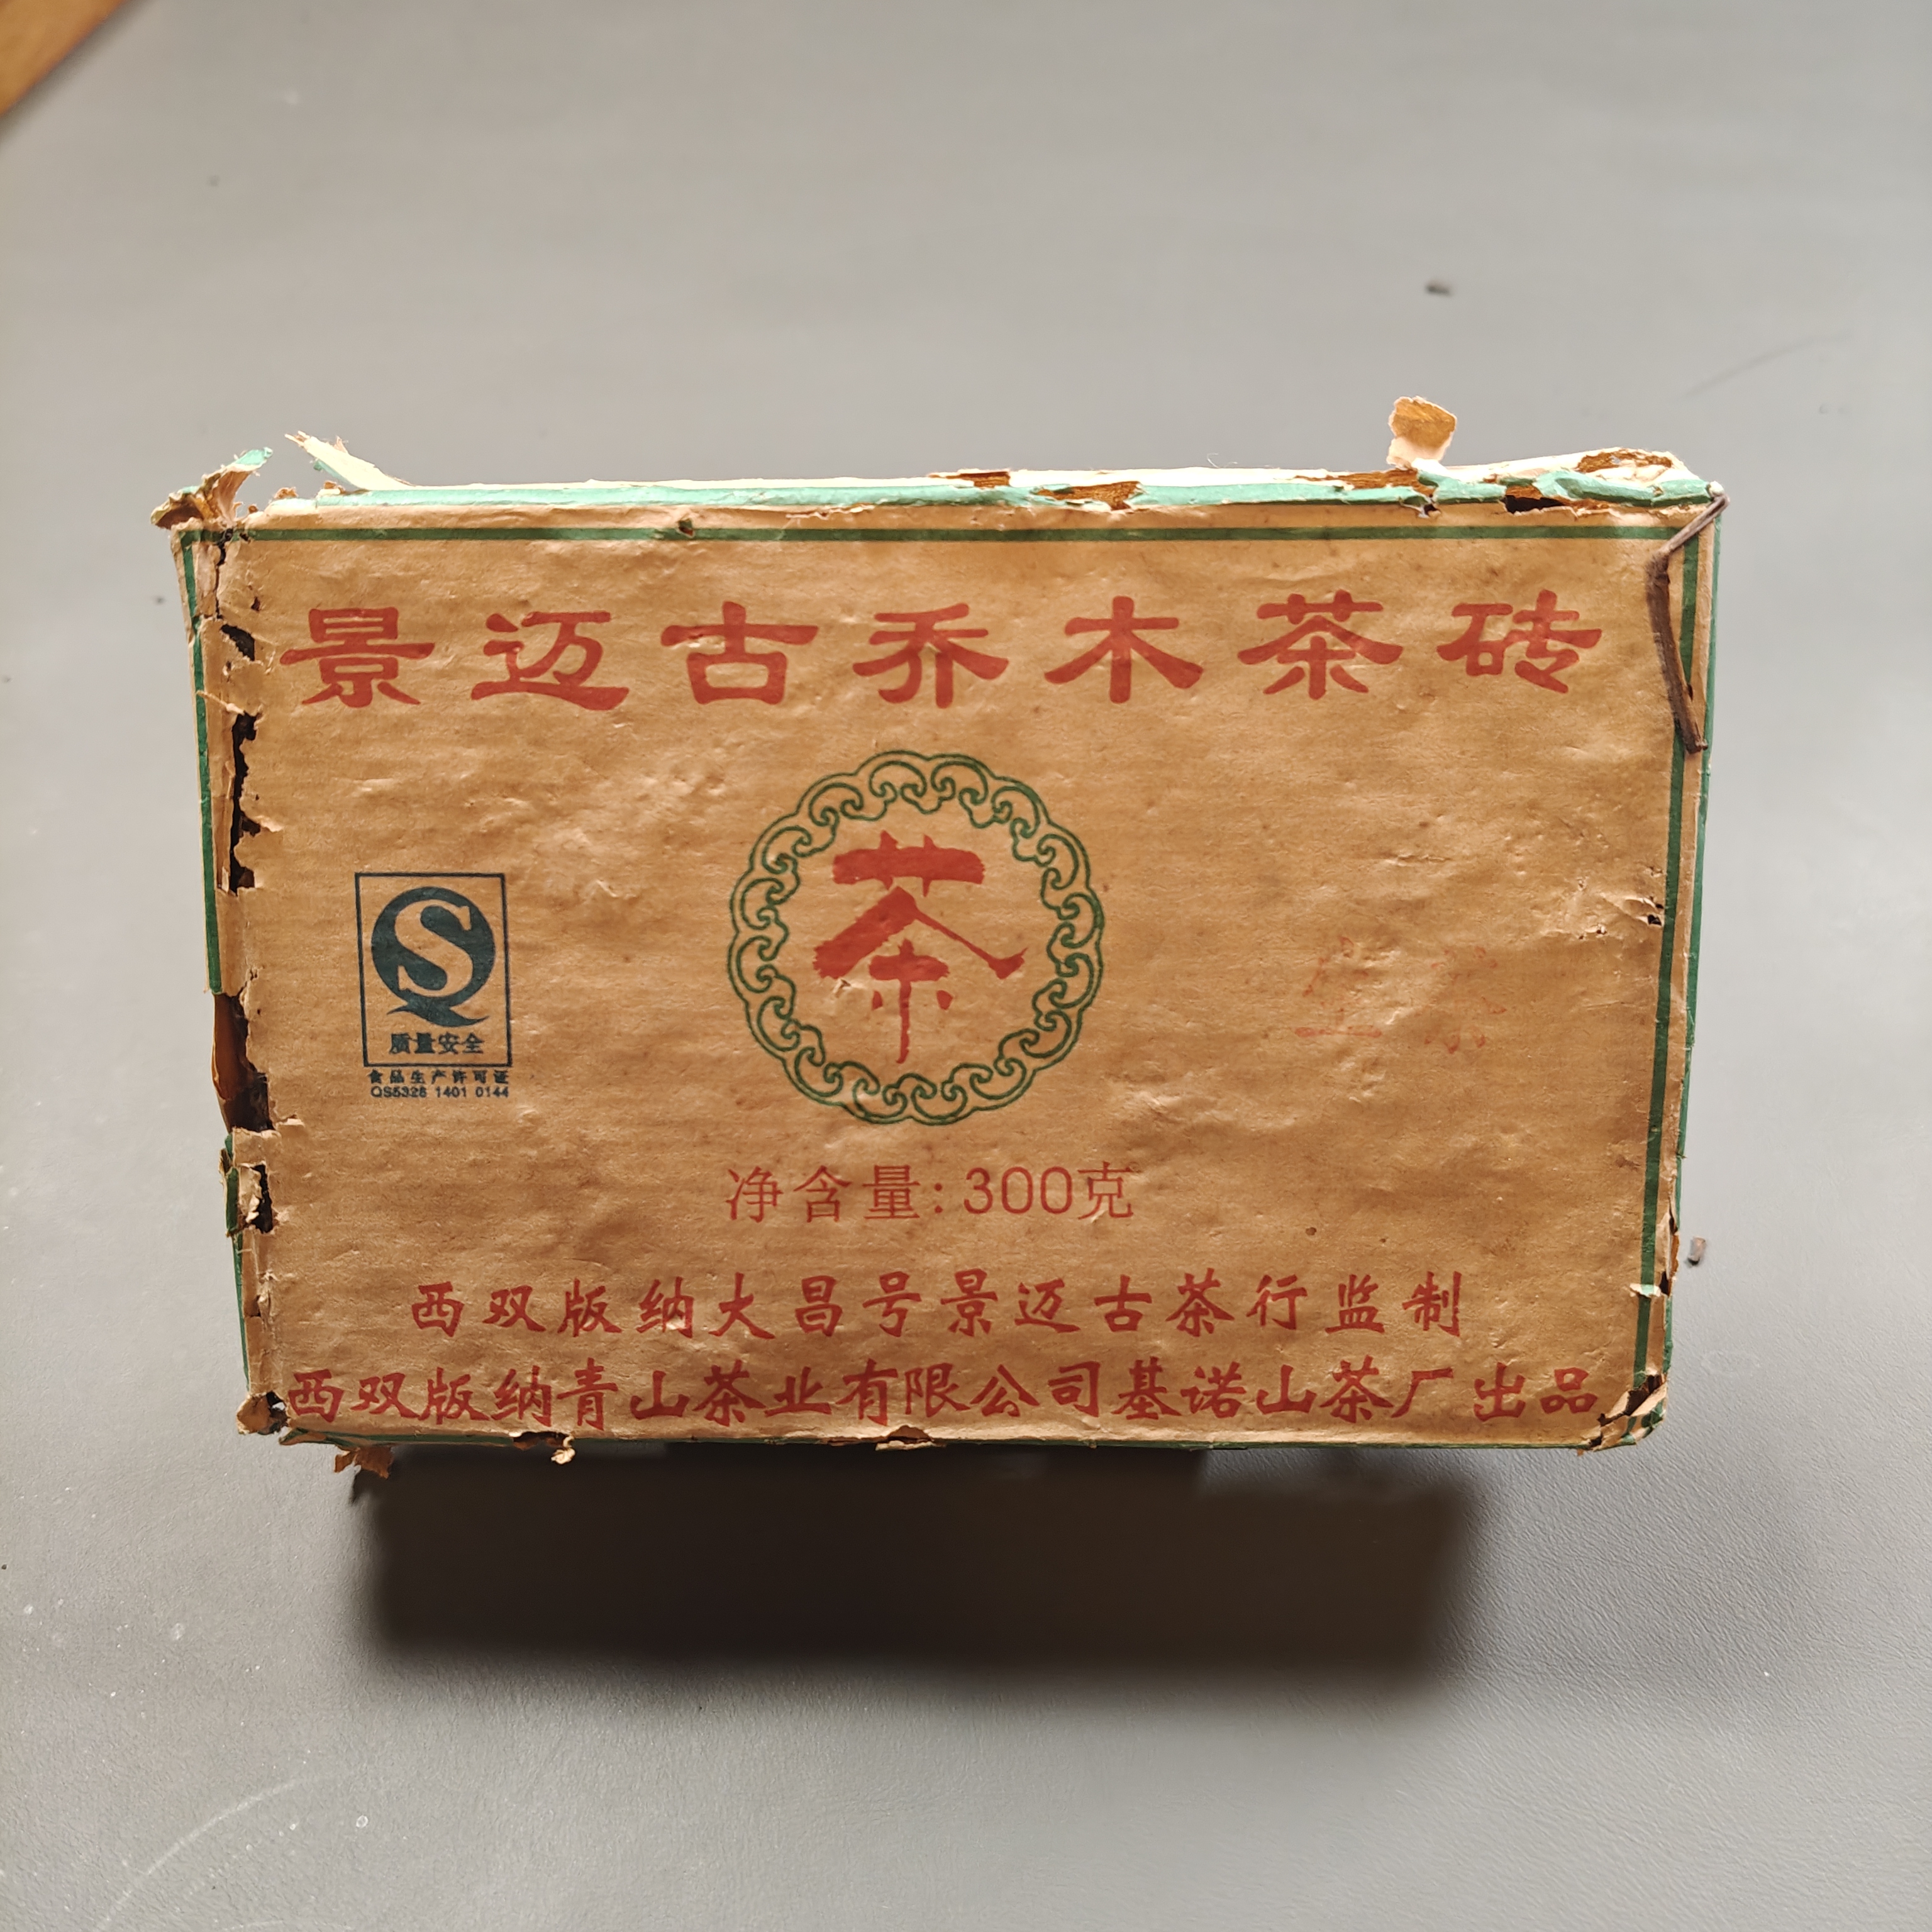 景迈古乔木茶砖
茶
质量安全
食品生产许可证
QS5326 1401 0144
净含量:300克
西双版纳大昌号景迈古茶行监制
西双版纳青山茶业有限公司基诺山茶厂出品